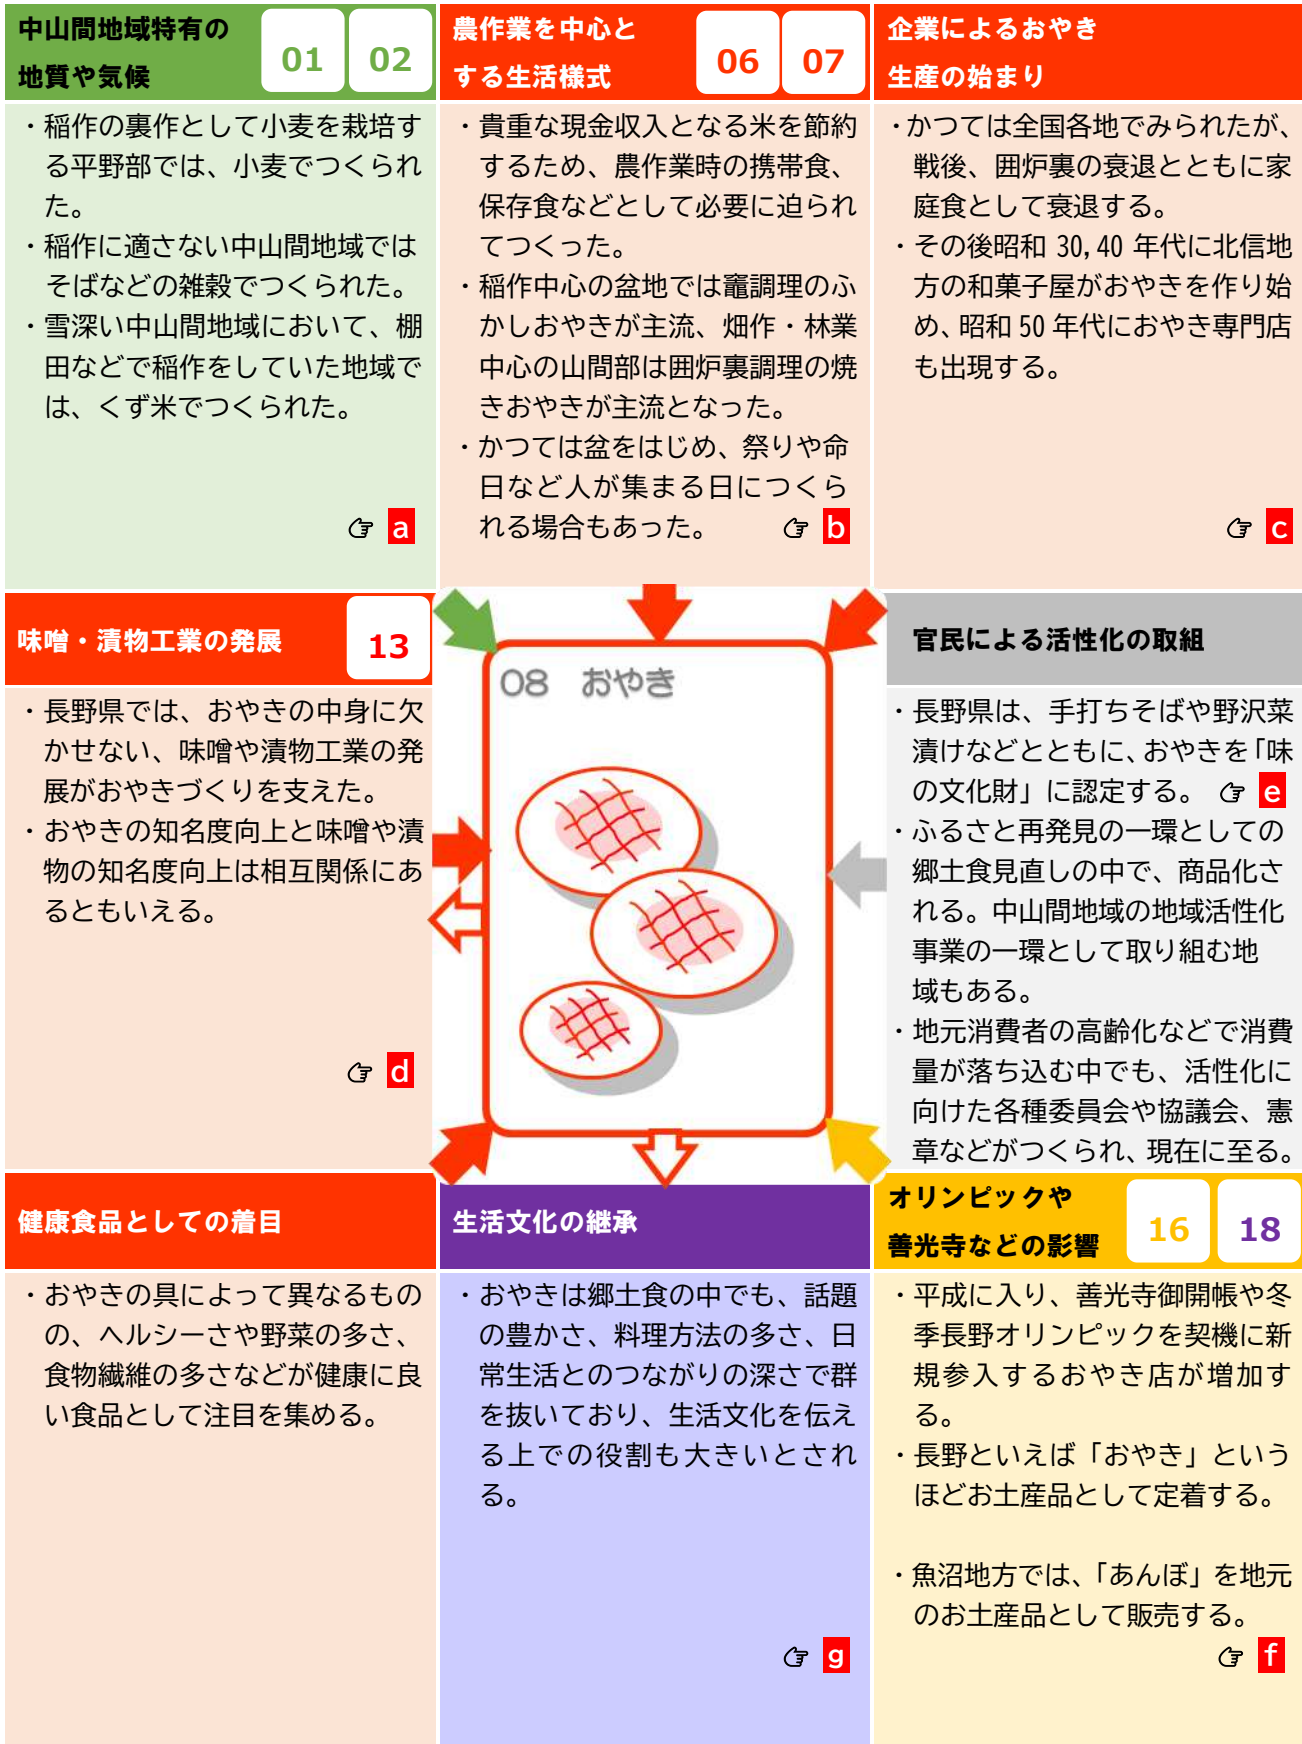 中山間地域特有の
地質や気候
01
02
・稲作の裏作として小麦を栽培す
る平野部では、小麦でつくられ
た。
・稲作に適さない中山間地域では
そばなどの雑穀でつくられた。
・雪深い中山間地域において、棚
田などで稲作をしていた地域で
は、くず米でつくられた。
☞ a
農作業を中心と
する生活様式
06
07
・貴重な現金収入となる米を節約
するため、農作業時の携帯食、
保存食などとして必要に迫られ
てつくった。
・稲作中心の盆地では竈調理のふ
かしおやきが主流、畑作・林業
中心の山間部は囲炉裏調理の焼
きおやきが主流となった。
・かつては盆をはじめ、祭りや命
日など人が集まる日につくら
れる場合もあった。 ☞ b
企業によるおやき
生産の始まり
・かつては全国各地でみられたが、
戦後、囲炉裏の衰退とともに家
庭食として衰退する。
・その後昭和 30,40 年代に北信地
方の和菓子屋がおやきを作り始
め、昭和 50 年代におやき専門店
も出現する。
☞ c
味噌・漬物工業の発展
13
・長野県では、おやきの中身に欠
かせない、味噌や漬物工業の発
展がおやきづくりを支えた。
・おやきの知名度向上と味噌や漬
物の知名度向上は相互関係にあ
るともいえる。
☞ d
08 おやき
官民による活性化の取組
・長野県は、手打ちそばや野沢菜
漬けなどとともに、おやきを「味
の文化財」に認定する。 ☞ e
・ふるさと再発見の一環としての
郷土食見直しの中で、商品化さ
れる。中山間地域の地域活性化
事業の一環として取り組む地
域もある。
・地元消費者の高齢化などで消費
量が落ち込む中でも、活性化に
向けた各種委員会や協議会、憲
章などがつくられ、現在に至る。
健康食品としての着目
・おやきの具によって異なるもの
の、ヘルシーさや野菜の多さ、
食物繊維の多さなどが健康に良
い食品として注目を集める。
生活文化の継承
・おやきは郷土食の中でも、話題
の豊かさ、料理方法の多さ、日
常生活とのつながりの深さで群
を抜いており、生活文化を伝え
る上での役割も大きいとされ
る。
☞ g
オリンピックや
善光寺などの影響
16
18
・平成に入り、善光寺御開帳や冬
季長野オリンピックを契機に新
規参入するおやき店が増加す
る。
・長野といえば「おやき」という
ほどお土産品として定着する。
・魚沼地方では、「あんぼ」を地元
のお土産品として販売する。
☞ f